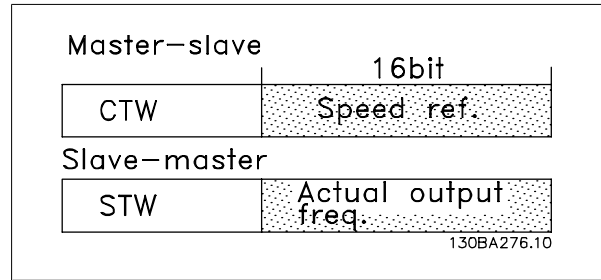 Master-slave
16bit
CTW
Speed ref.
Slave-master
STW
Actual output
freq.
130BA276.10